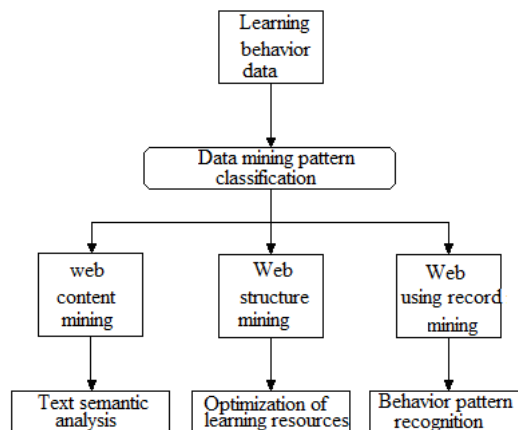 Learning
behavior
data
Data mining pattern
classification
web
content
mining
Web
structure
mining
Web
using record
mining
Text semantic
analysis
Optimization of
learning resources
Behavior pattern
recognition